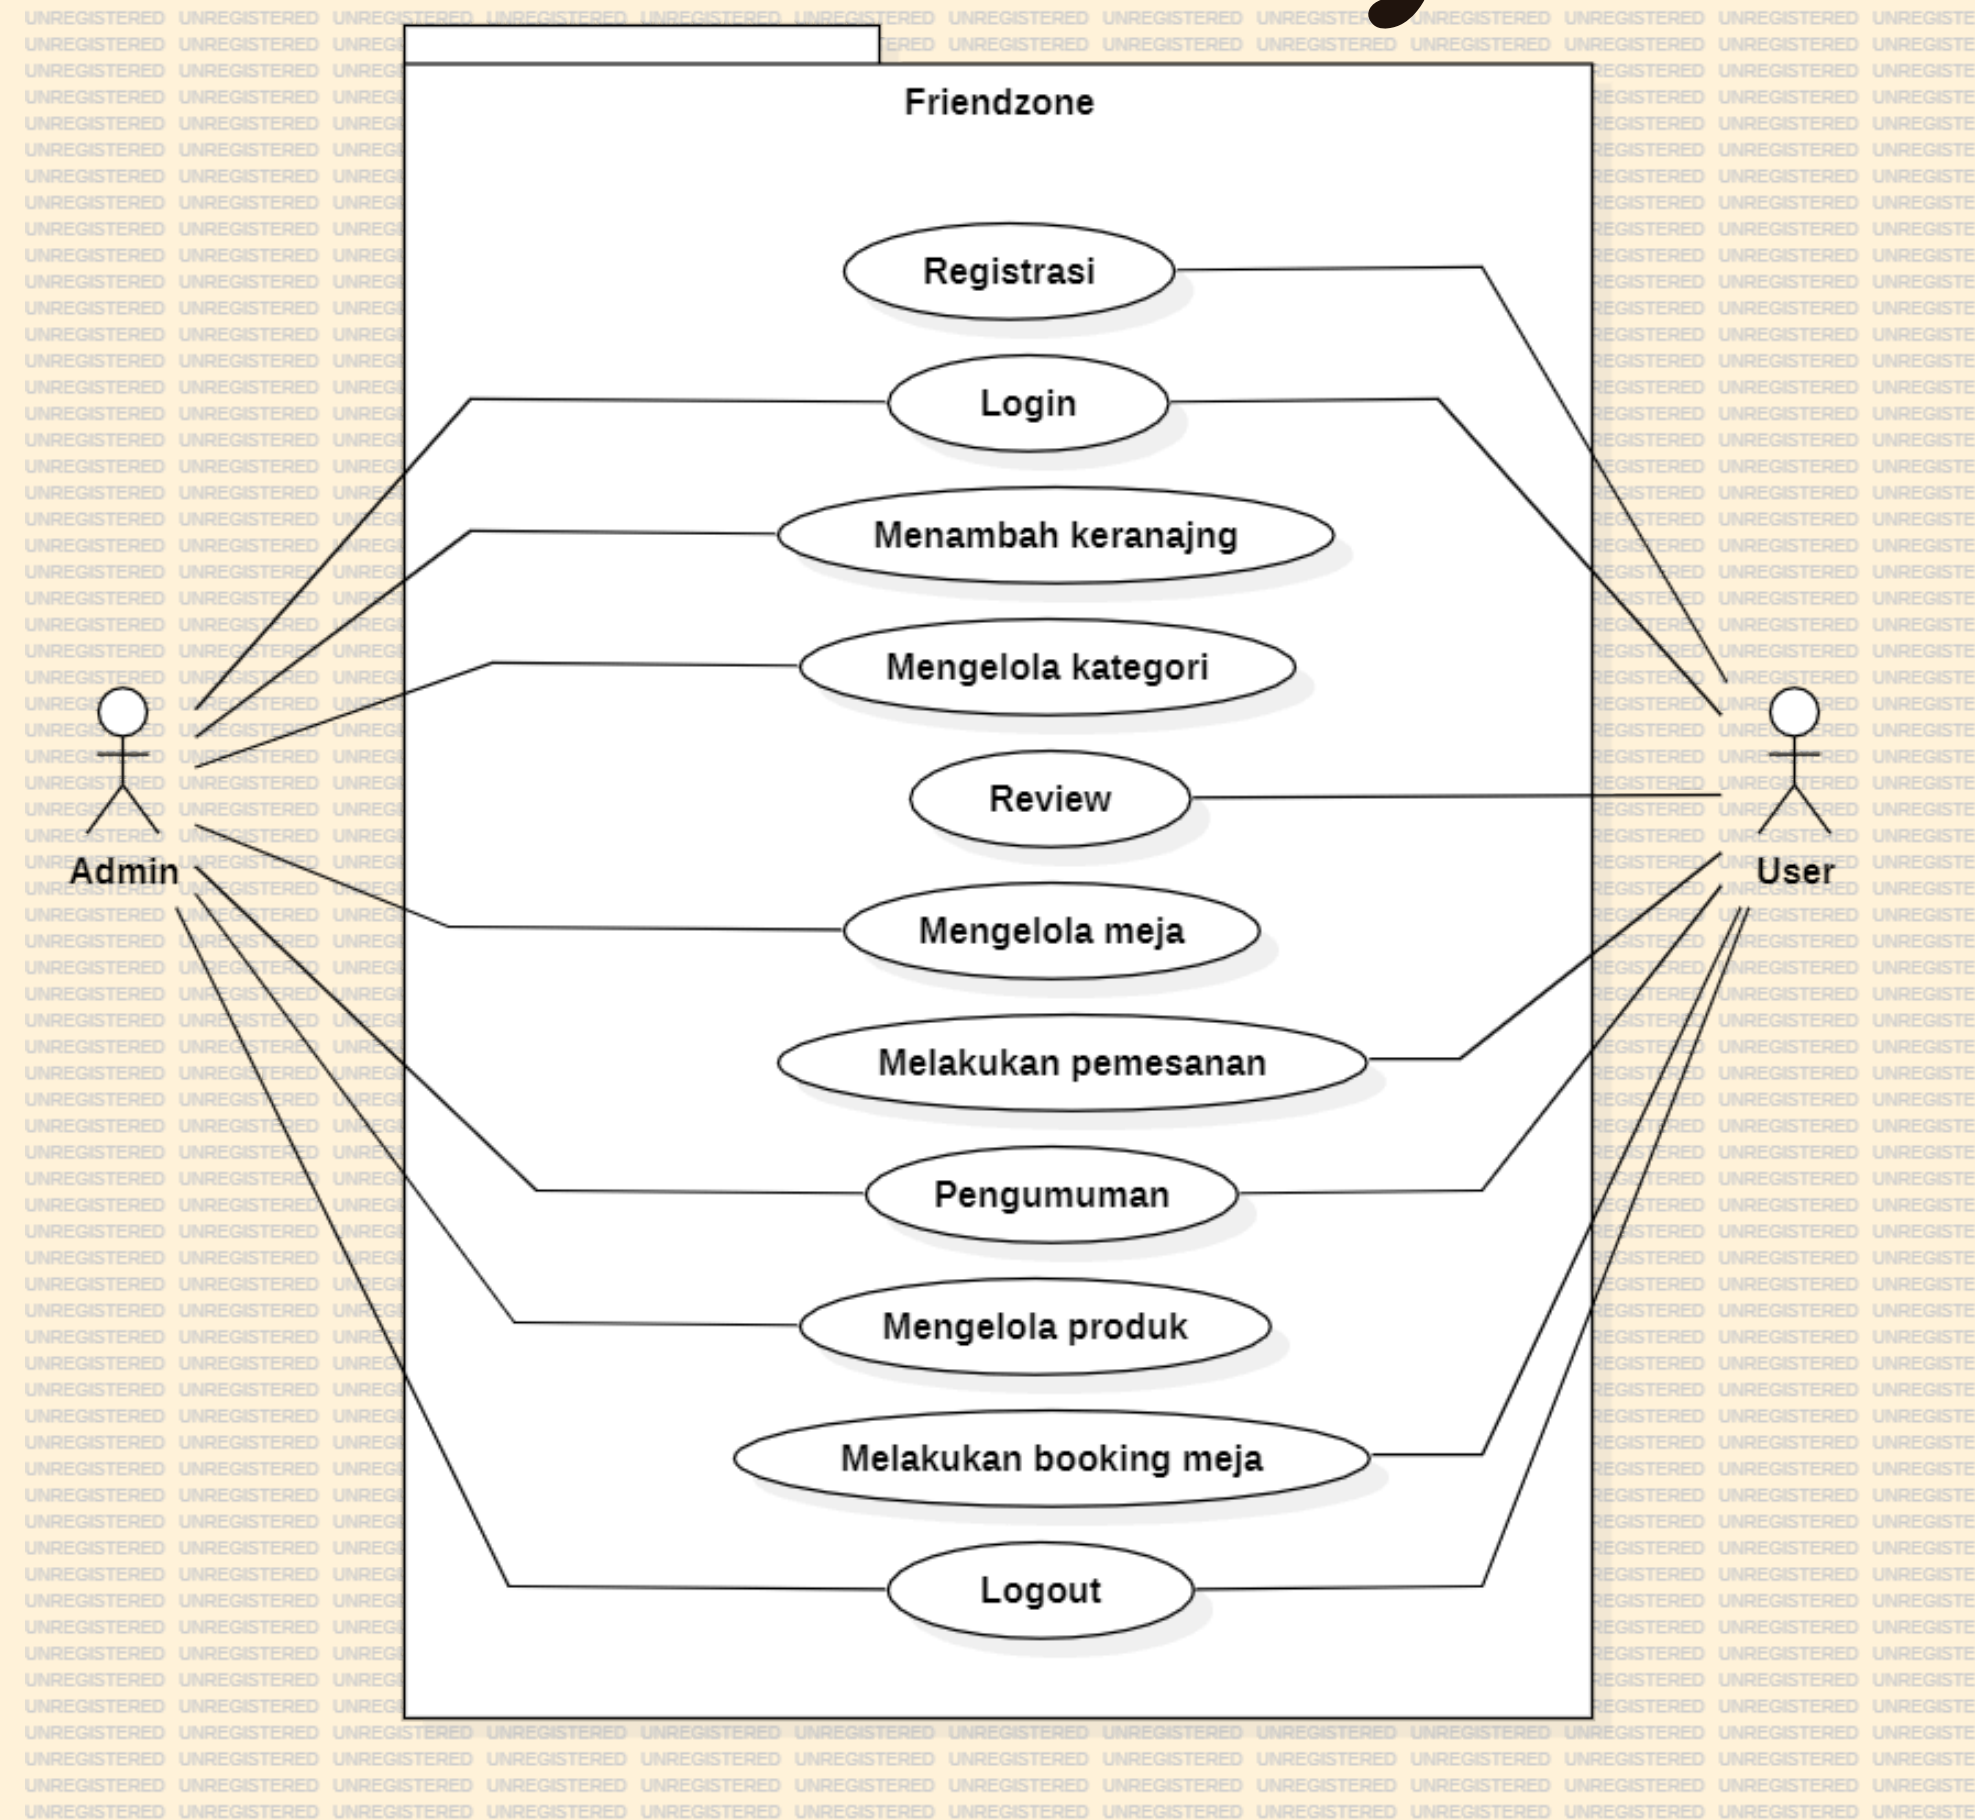 Friendzone
Registrasi
Login
Menambah keranajng
Mengelola kategori
Review
Admin
User
Mengelola meja
Melakukan pemesanan
Pengumuman
Mengelola produk
Melakukan booking meja
Logout
UNREGISTERED